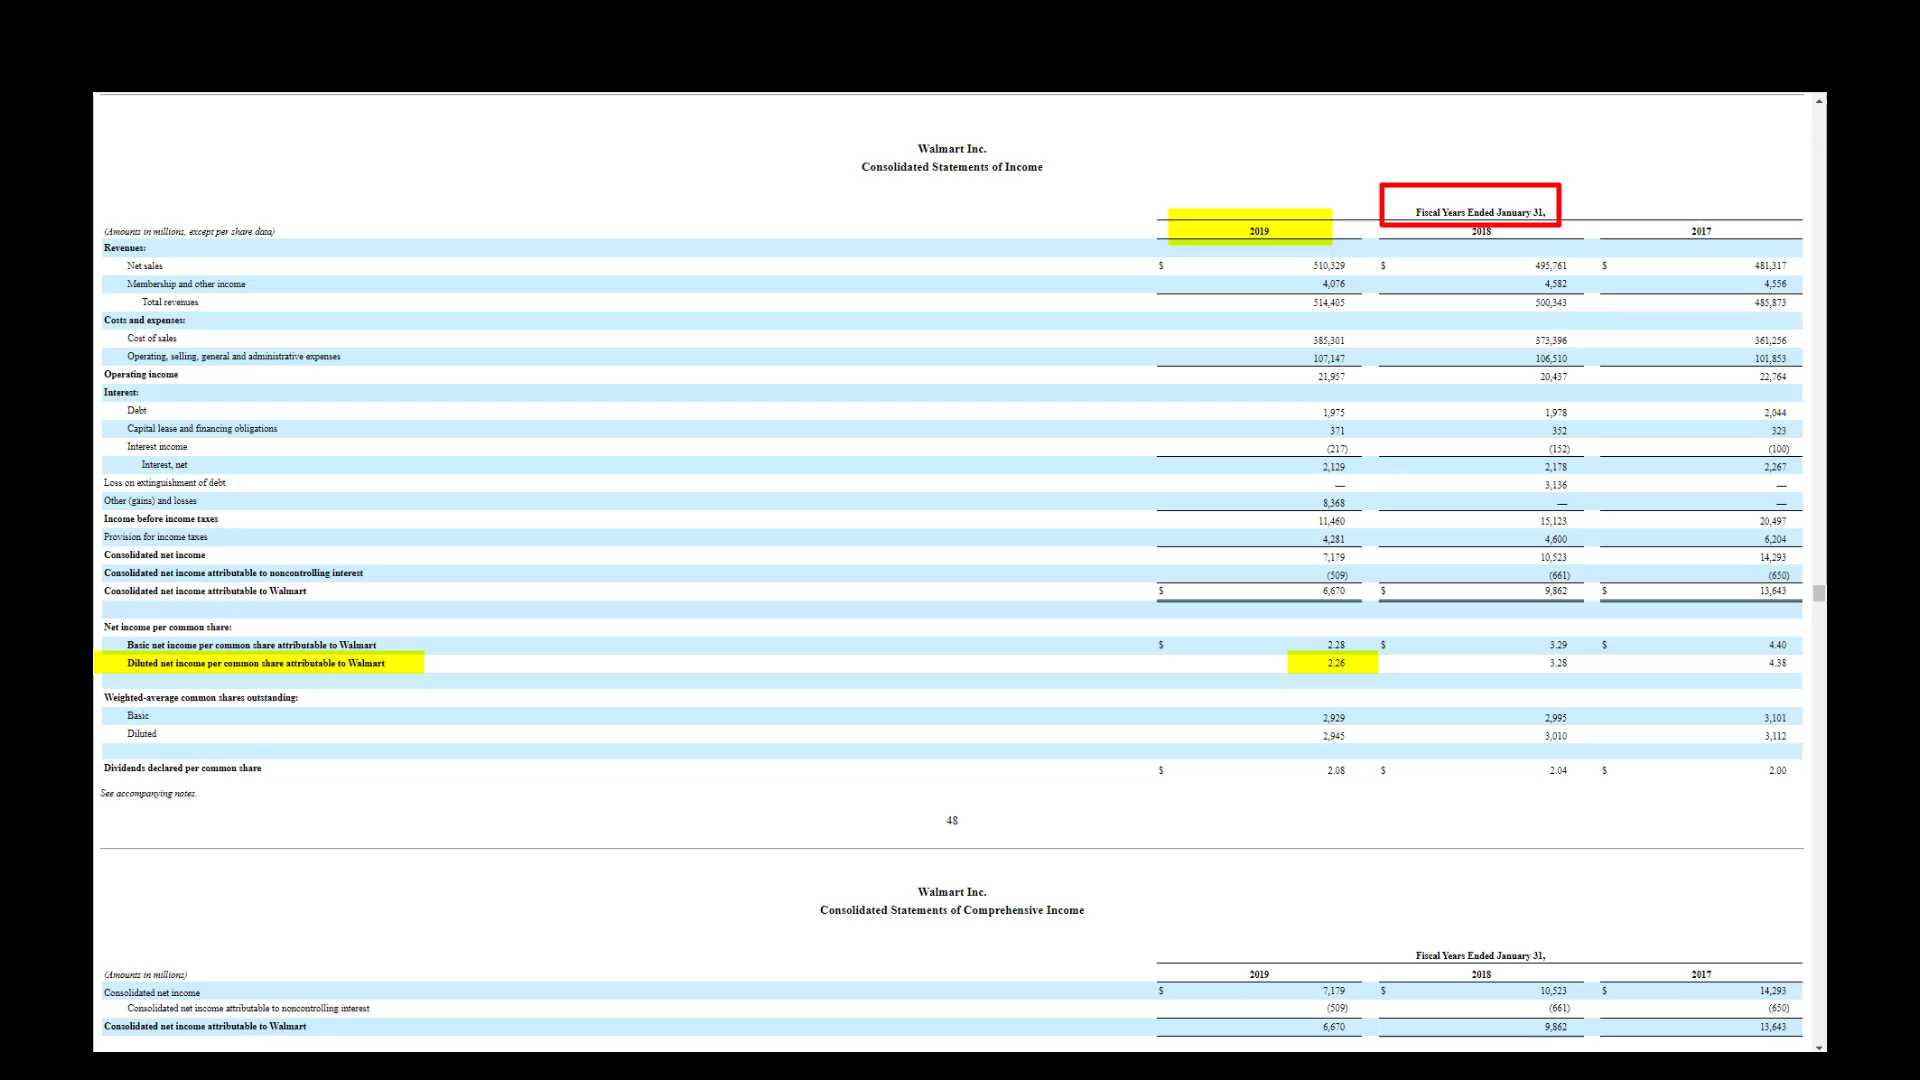 Walmart Inc.
Consolidated Statements of Income
Fiscal Years Ended January 31,
(Amounts in millions, except per share data) 2019 2018 2017
Revenues:
Net sales $ 510,329 $ 495,761 $ 481,317
Membership and other income 4,076 4,582 4,556
Total revenues 514,405 500,343 485,873
Costs and expenses:
Cost of sales 385,301 373,396 361,256
Operating, selling, general and administrative expenses 107,147 106,510 101,853
Operating income 21,957 20,437 22,764
Interest:
Debt 1,975 1,978 2,044
Capital lease and financing obligations 371 352 323
Interest income (217) (152) (100)
Interest, net 2,129 2,178 2,267
Loss on extinguishment of debt — 3,136 —
Other (gains) and losses 8,368 — —
Income before income taxes 11,460 15,123 20,497
Provision for income taxes 4,281 4,600 6,204
Consolidated net income 7,179 10,523 14,293
Consolidated net income attributable to noncontrolling interest (509) (661) (650)
Consolidated net income attributable to Walmart $ 6,670 $ 9,862 $ 13,643
Net income per common share:
Basic net income per common share attributable to Walmart $ 2.28 $ 3.29 $ 4.40
Diluted net income per common share attributable to Walmart 2.26 3.28 4.38
Weighted-average common shares outstanding:
Basic 2,929 2,995 3,101
Diluted 2,945 3,010 3,112
Dividends declared per common share $ 2.08 $ 2.04 $ 2.00
See accompanying notes.
48
Walmart Inc.
Consolidated Statements of Comprehensive Income
Fiscal Years Ended January 31,
(Amounts in millions) 2019 2018 2017
Consolidated net income $ 7,179 $ 10,523 $ 14,293
Consolidated net income attributable to noncontrolling interest (509) (661) (650)
Consolidated net income attributable to Walmart 6,670 9,862 13,643